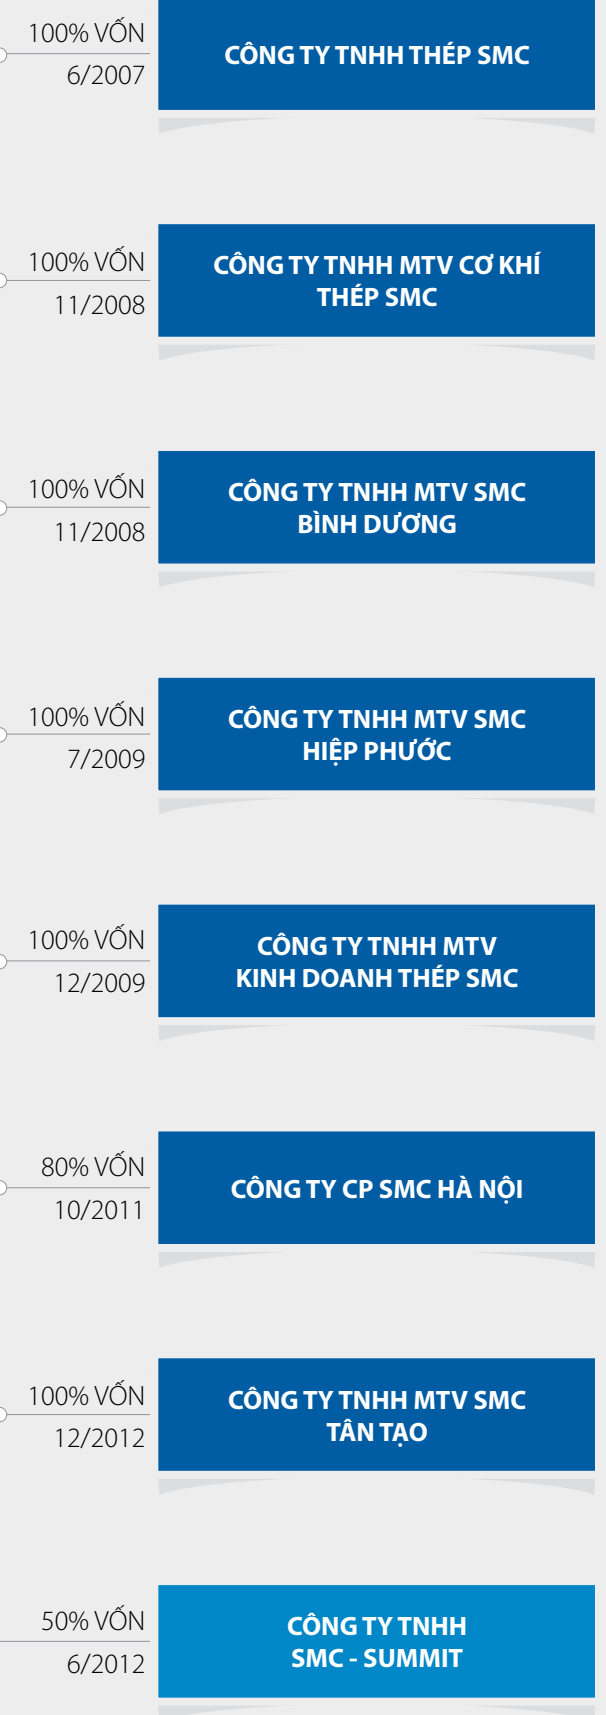 100% VỐN
6/2007
CÔNG TY TNHH THÉP SMC
100% VỐN
11/2008
CÔNG TY TNHH MTV CƠ KHÍ
THÉP SMC
100% VỐN
11/2008
CÔNG TY TNHH MTV SMC
BÌNH DƯƠNG
100% VỐN
7/2009
CÔNG TY TNHH MTV SMC
HIỆP PHƯỚC
100% VỐN
12/2009
CÔNG TY TNHH MTV
KINH DOANH THÉP SMC
80% VỐN
10/2011
CÔNG TY CP SMC HÀ NỘI
100% VỐN
12/2012
CÔNG TY TNHH MTV SMC
TÂN TẠO
50% VỐN
6/2012
CÔNG TY TNHH
SMC - SUMMIT